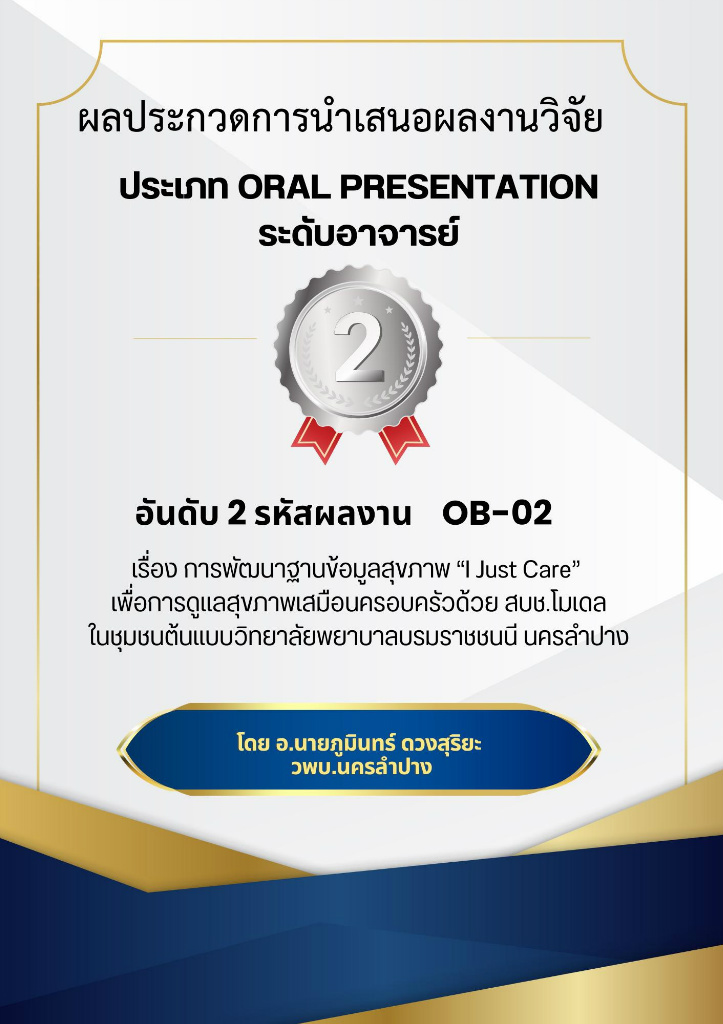 ผลประกวดการนำเสนอผลงานวิจัย
ประเภท ORAL PRESENTATION
ระดับอาจารย์
2
อันดับ 2 รหัสผลงาน OB-02
เรื่อง การพัฒนาฐานข้อมูลสุขภาพ “I Just Care”
เพื่อการดูแลสุขภาพเสมือนครอบครัวด้วย สบช.โมเดล
ในชุมชนต้นแบบวิทยาลัยพยาบาลบรมราชชนนี นครลำปาง
โดย อ.นายภูมินทร์ ดวงสุริยะ
วพบ.นครลำปาง